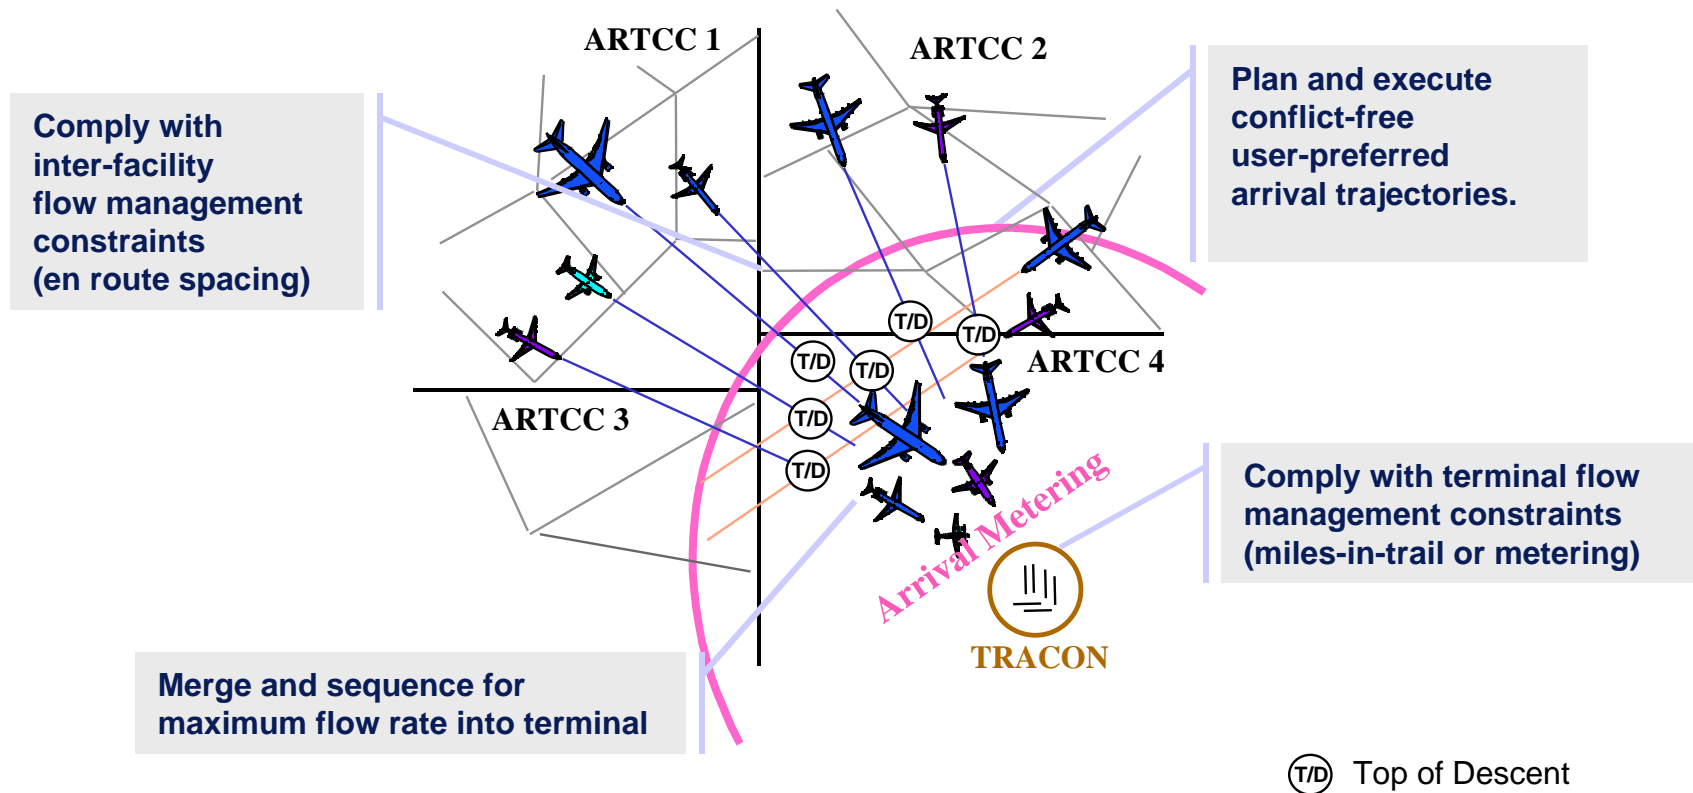 ARTCC 1
ARTCC 2
Comply with
inter-facility
flow management
constraints
(en route spacing)
Plan and execute
conflict-free
user-preferred
arrival trajectories.
T/D
T/D
T/D
T/D
ARTCC 4
ARTCC 3
T/D
T/D
Arrival Metering
Comply with terminal flow
management constraints
(miles-in-trail or metering)
TRACON
Merge and sequence for
maximum flow rate into terminal
T/D Top of Descent